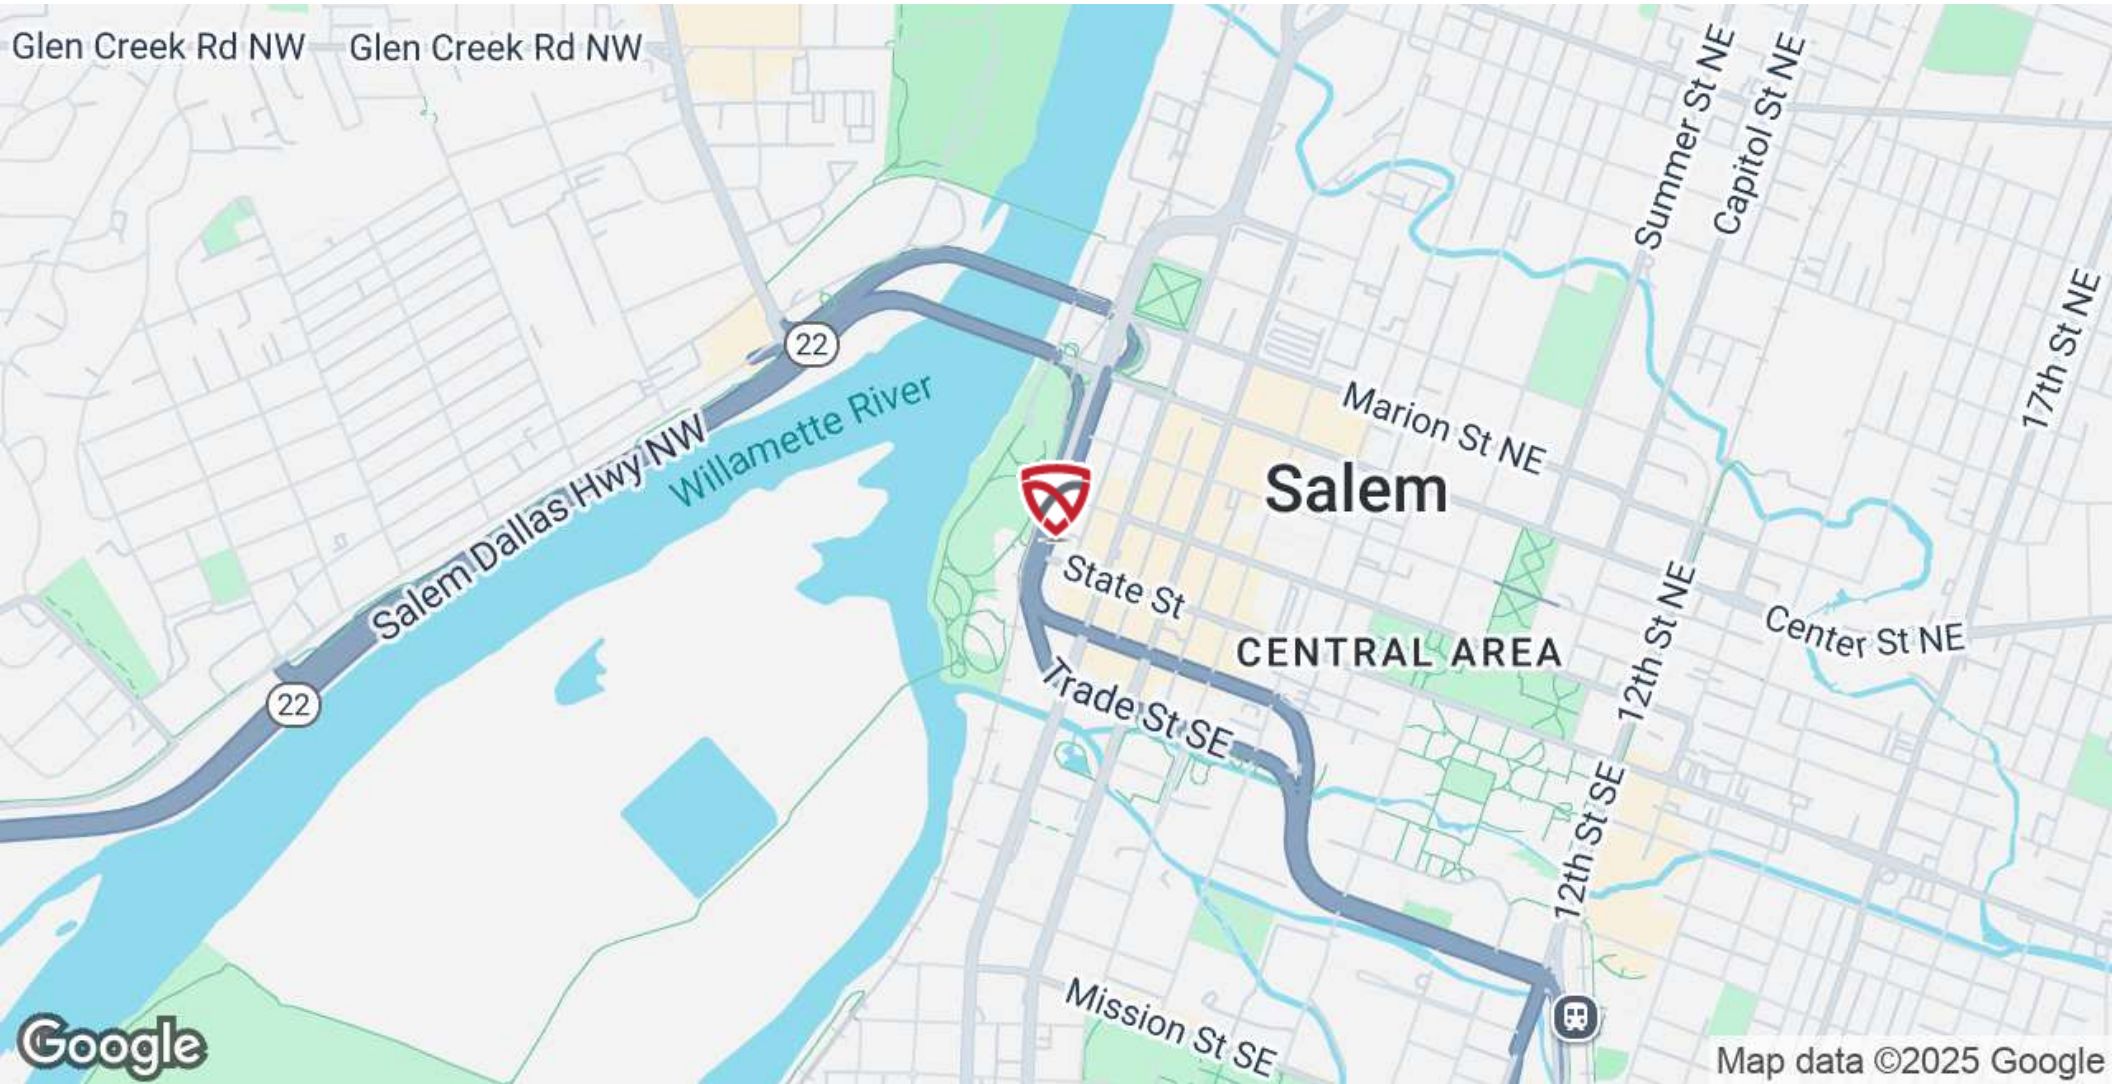 Glen Creek Rd NW
Glen Creek Rd NW
Summer St NE
Capitol St NE
17th St NE
22
Willamette River
Marion St NE
Salem Dallas Hwy NW
Salem
State St
Center St NE
CENTRAL AREA
12th St NE
22
Trade St SE
12th St SE
Mission St SE
Google
Map data ©2025 Google